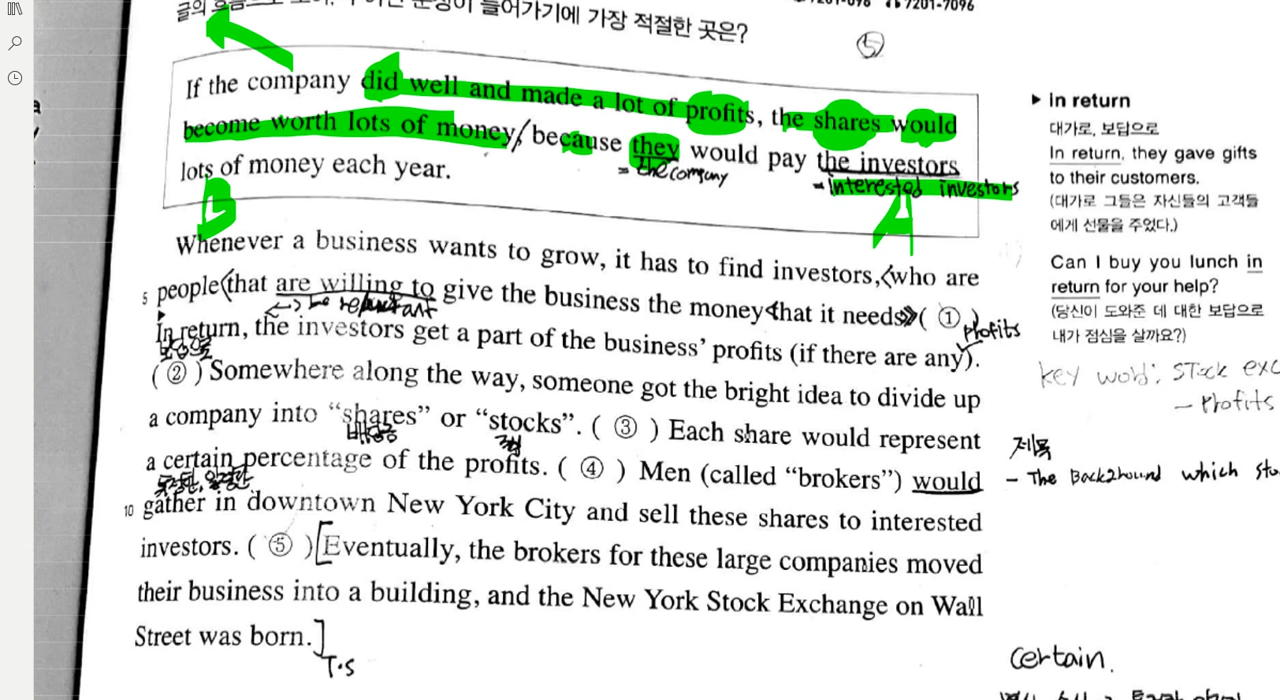 글의 흐름으로 보아, 주어진 문장이 들어가기에 가장 적절한 곳은?
7201-7096
⑤
If the company did well and made a lot of profits, the shares would
become worth lots of money, because they would pay the investors
= the company
= interested investors
lots of money each year.
B
A
Whenever a business wants to grow, it has to find investors, who are
5 people that are willing to give the business the money that it needs. ( ① )
profits
In return, the investors get a part of the business' profits (if there are any).
( ② ) Somewhere along the way, someone got the bright idea to divide up
a company into “shares” or “stocks”. ( ③ ) Each share would represent
a certain percentage of the profits. ( ④ ) Men (called “brokers”) would
10 gather in downtown New York City and sell these shares to interested
investors. ( ⑤ ) [Eventually, the brokers for these large companies moved
their business into a building, and the New York Stock Exchange on Wall
Street was born.]
T.S
▶ in return
대가로, 보답으로
In return, they gave gifts
to their customers.
(대가로 그들은 자신들의 고객들
에게 선물을 주었다.)
Can I buy you lunch in
return for your help?
(당신이 도와준 데 대한 보답으로
내가 점심을 살까요?)
key word: Stock exc
- Profits
제목
- The Background which sto
certain.